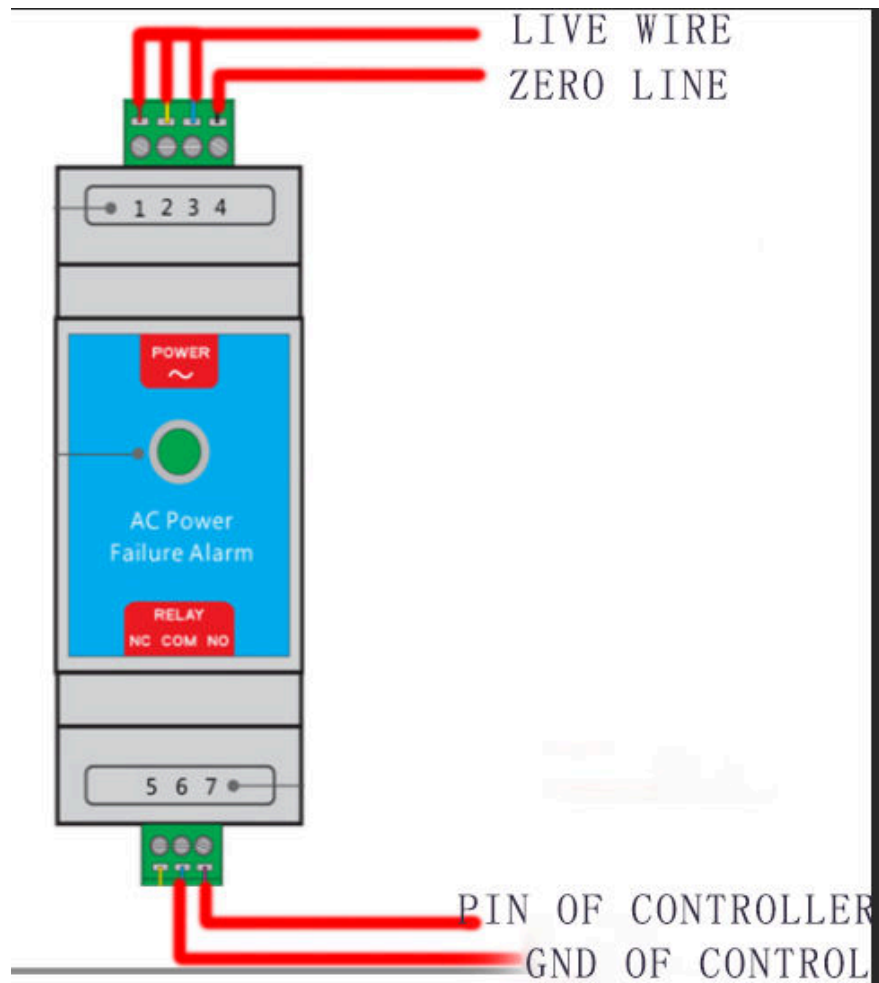 LIVE WIRE
ZERO LINE
1 2 3 4
POWER
~
AC Power
Failure Alarm
RELAY
NC COM NO
5 6 7
PIN OF CONTROLLER
GND OF CONTROL